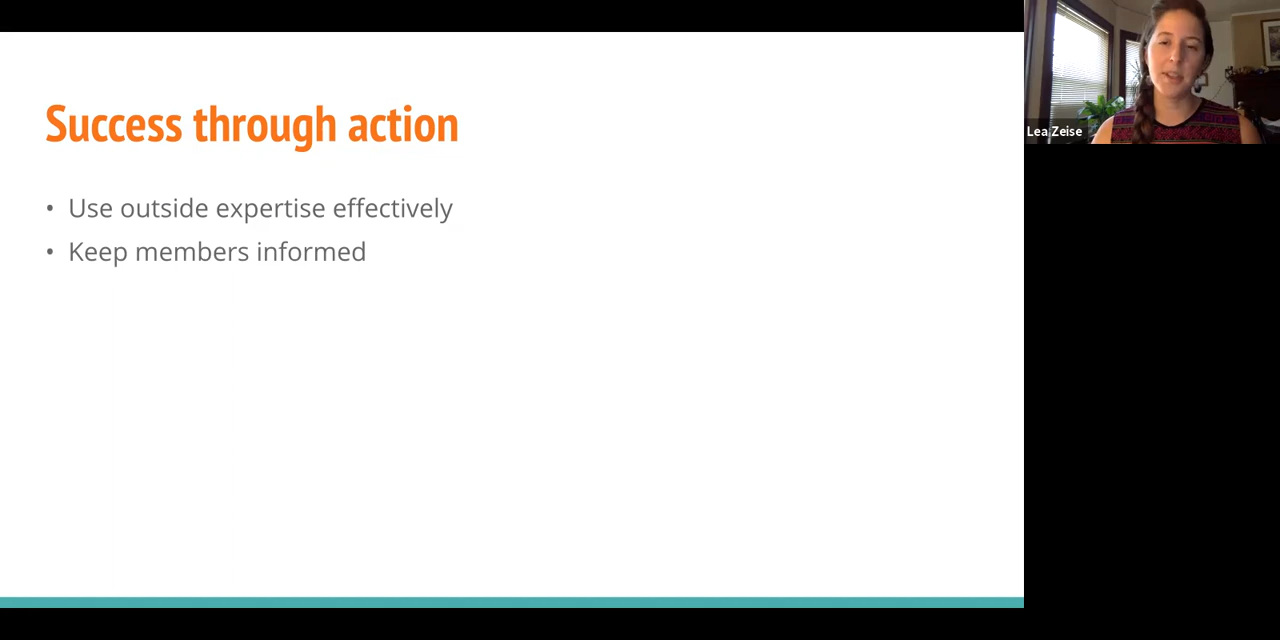 Success through action
• Use outside expertise effectively
• Keep members informed
Lea Zeise